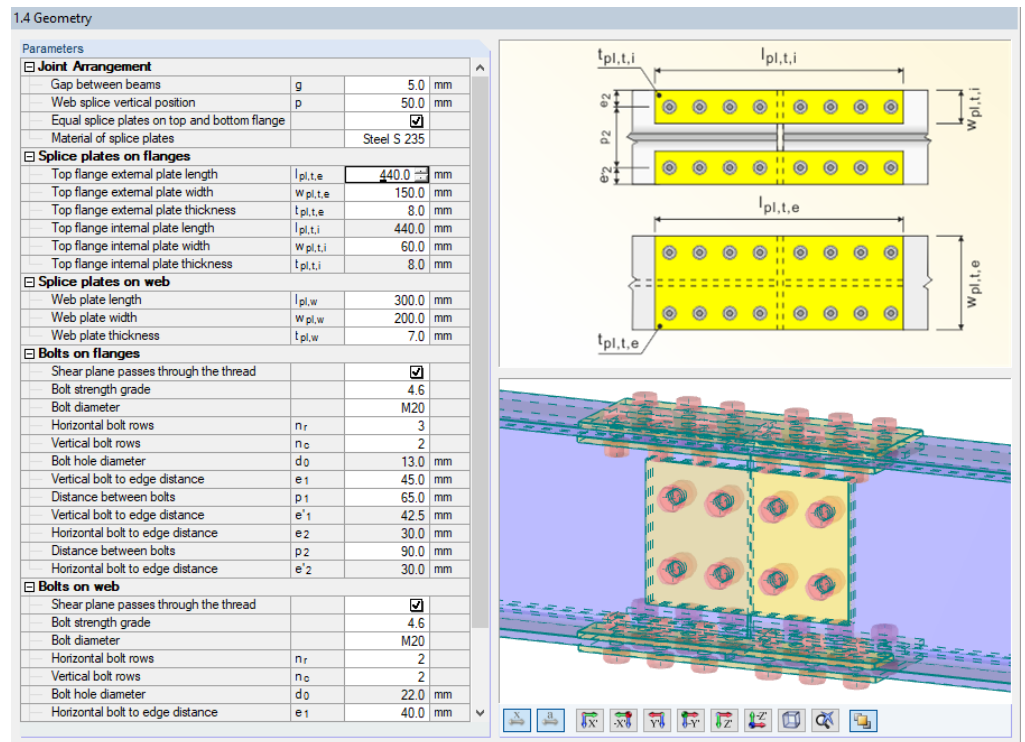 1.4 Geometry
Parameters
Joint Arrangement
Gap between beams g 5.0 mm
Web splice vertical position p 50.0 mm
Equal splice plates on top and bottom flange
Material of splice plates Steel S 235
Splice plates on flanges
Top flange external plate length l pl,t,e 440.0 mm
Top flange external plate width w pl,t,e 150.0 mm
Top flange external plate thickness t pl,t,e 8.0 mm
Top flange internal plate length l pl,t,i 440.0 mm
Top flange internal plate width w pl,t,i 60.0 mm
Top flange internal plate thickness t pl,t,i 8.0 mm
Splice plates on web
Web plate length l pl,w 300.0 mm
Web plate width w pl,w 200.0 mm
Web plate thickness t pl,w 7.0 mm
Bolts on flanges
Shear plane passes through the thread
Bolt strength grade 4.6
Bolt diameter M20
Horizontal bolt rows nr 3
Vertical bolt rows nc 2
Bolt hole diameter d0 13.0 mm
Vertical bolt to edge distance e1 45.0 mm
Distance between bolts p1 65.0 mm
Vertical bolt to edge distance e'1 42.5 mm
Horizontal bolt to edge distance e2 30.0 mm
Distance between bolts p2 90.0 mm
Horizontal bolt to edge distance e'2 30.0 mm
Bolts on web
Shear plane passes through the thread
Bolt strength grade 4.6
Bolt diameter M20
Horizontal bolt rows nr 2
Vertical bolt rows nc 2
Bolt hole diameter d0 22.0 mm
Horizontal bolt to edge distance e1 40.0 mm
tpl,t,i
lpl,t,i
e2
p2
e'2
wpl,t,i
lpl,t,e
wpl,t,e
tpl,t,e
x a X -X Y -Y Z -Z